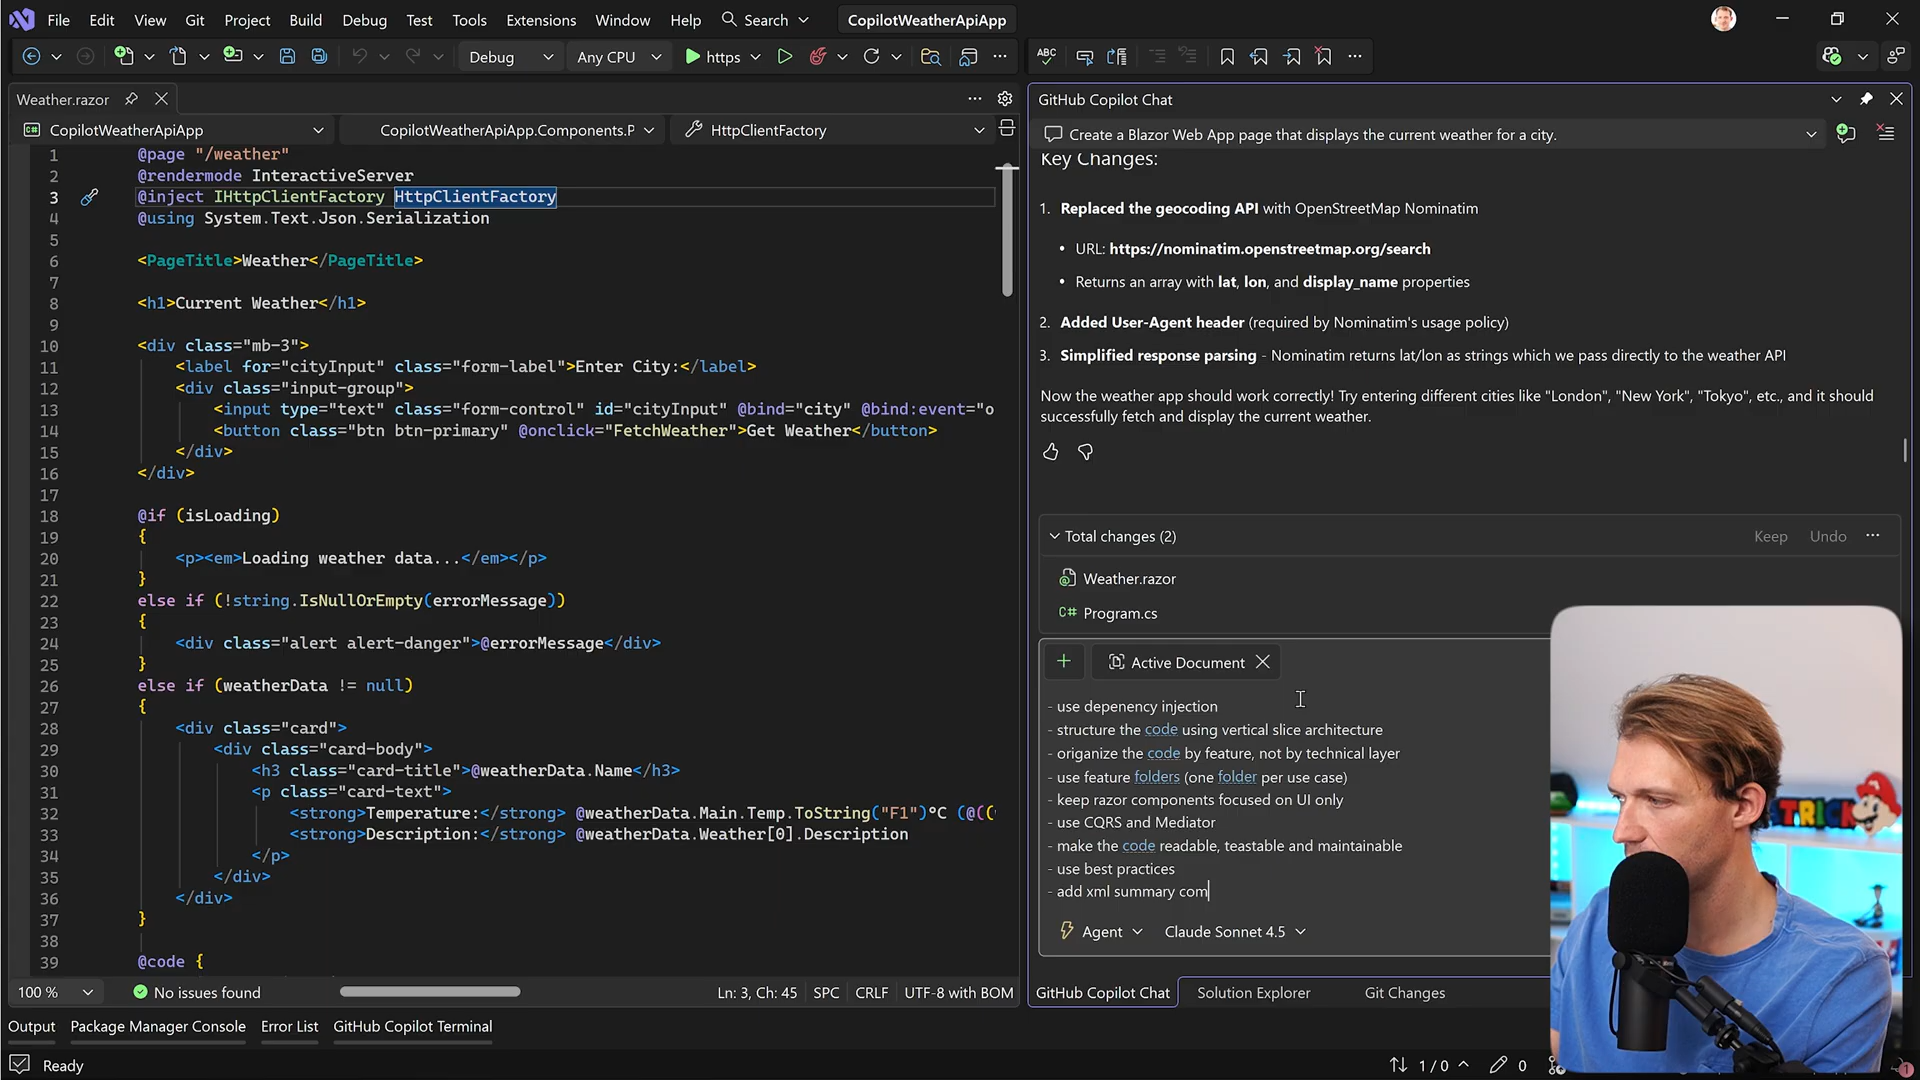 File Edit View Git Project Build Debug Test Tools Extensions Window Help Search CopilotWeatherApiApp
Debug Any CPU https
Weather.razor
CopilotWeatherApiApp CopilotWeatherApiApp.Components.P HttpClientFactory
1 @page "/weather"
2 @rendermode InteractiveServer
3 @inject IHttpClientFactory HttpClientFactory
4 @using System.Text.Json.Serialization
5
6 <PageTitle>Weather</PageTitle>
7
8 <h1>Current Weather</h1>
9
10 <div class="mb-3">
11 <label for="cityInput" class="form-label">Enter City:</label>
12 <div class="input-group">
13 <input type="text" class="form-control" id="cityInput" @bind="city" @bind:event="o
14 <button class="btn btn-primary" @onclick="FetchWeather">Get Weather</button>
15 </div>
16 </div>
17
18 @if (isLoading)
19 {
20 <p><em>Loading weather data...</em></p>
21 }
22 else if (!string.IsNullOrEmpty(errorMessage))
23 {
24 <div class="alert alert-danger">@errorMessage</div>
25 }
26 else if (weatherData != null)
27 {
28 <div class="card">
29 <div class="card-body">
30 <h3 class="card-title">@weatherData.Name</h3>
31 <p class="card-text">
32 <strong>Temperature:</strong> @weatherData.Main.Temp.ToString("F1")°C (@((
33 <strong>Description:</strong> @weatherData.Weather[0].Description
34 </p>
35 </div>
36 </div>
37 }
38
39 @code {
100 % No issues found Ln: 3, Ch: 45 SPC CRLF UTF-8 with BOM
GitHub Copilot Chat
Create a Blazor Web App page that displays the current weather for a city.
Key Changes:
1. Replaced the geocoding API with OpenStreetMap Nominatim
• URL: https://nominatim.openstreetmap.org/search
• Returns an array with lat, lon, and display_name properties
2. Added User-Agent header (required by Nominatim's usage policy)
3. Simplified response parsing - Nominatim returns lat/lon as strings which we pass directly to the weather API
Now the weather app should work correctly! Try entering different cities like "London", "New York", "Tokyo", etc., and it should
successfully fetch and display the current weather.
Total changes (2) Keep Undo
Weather.razor
C# Program.cs
Active Document
- use depenency injection
- structure the code using vertical slice architecture
- origanize the code by feature, not by technical layer
- use feature folders (one folder per use case)
- keep razor components focused on UI only
- use CQRS and Mediator
- make the code readable, teastable and maintainable
- use best practices
- add xml summary com
Agent Claude Sonnet 4.5
GitHub Copilot Chat Solution Explorer Git Changes
Output Package Manager Console Error List GitHub Copilot Terminal
Ready 1 / 0 0
TRICK